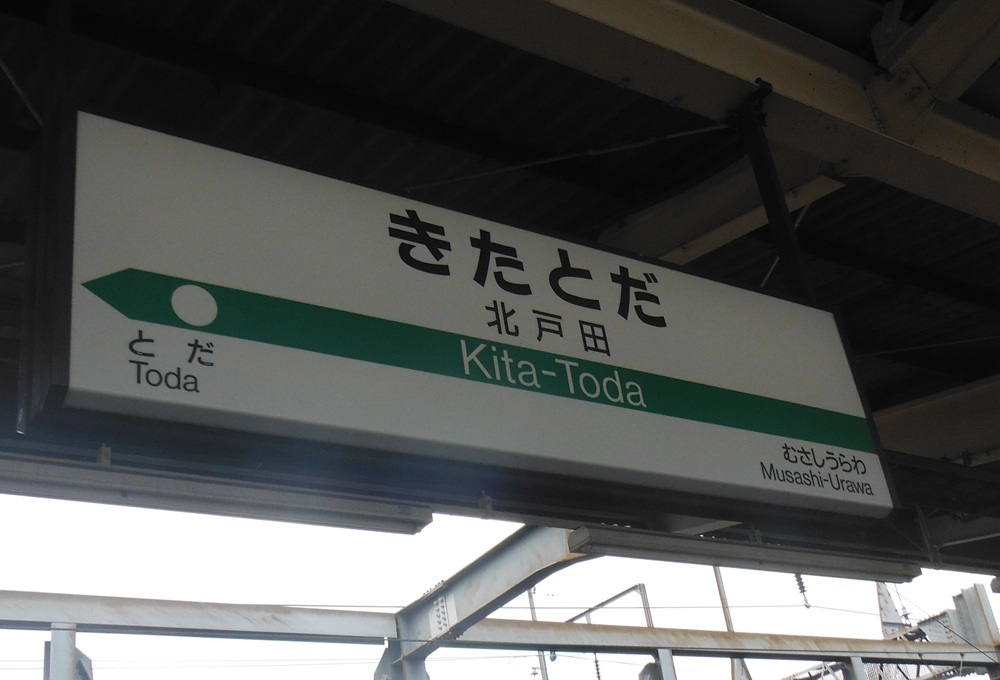 きたとだ
北戸田
Kita-Toda
とだ
Toda
むさしうらわ
Musashi-Urawa